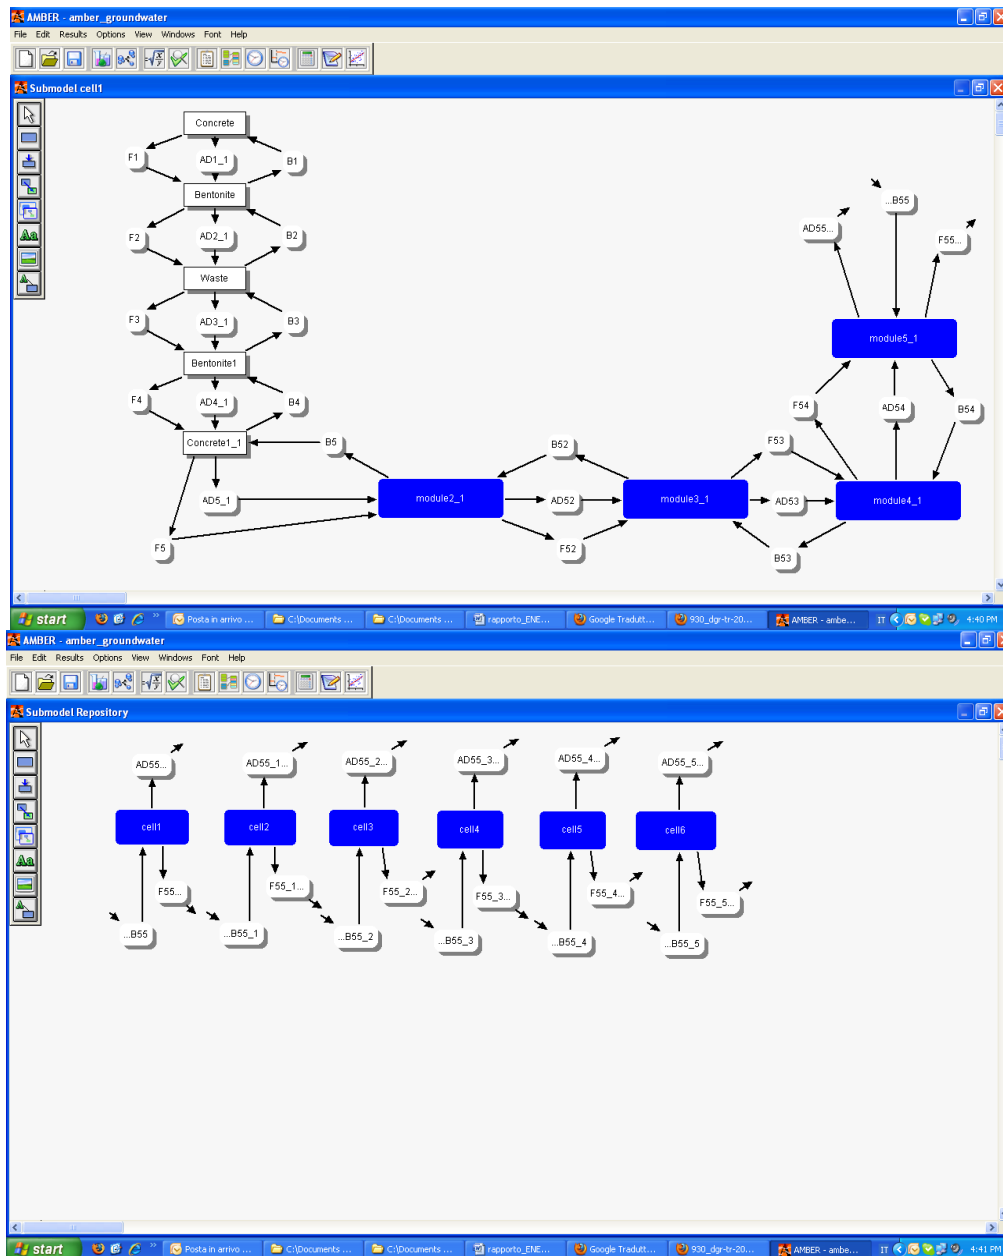 AMBER - amber_groundwater
File Edit Results Options View Windows Font Help
Submodel cell1
Concrete
F1 AD1_1 B1
Bentonite
F2 AD2_1 B2
Waste
F3 AD3_1 B3
Bentonite1
F4 AD4_1 B4
Concrete1_1
AD5_1
F5
B5
module2_1
B52
AD52
F52
module3_1
F53
AD53
B53
module4_1
F54
AD54
B54
module5_1
AD55...
...B55
F55...
start Posta in arrivo ... C:\Documents ... C:\Documents ... C:\Documents ... rapporto_ENE... Google Tradutt... 930_dgr-tr-20... AMBER - ambe... IT 4:40 PM
AMBER - amber_groundwater
File Edit Results Options View Windows Font Help
Submodel Repository
AD55... AD55_1... AD55_2... AD55_3... AD55_4... AD55_5...
cell1 cell2 cell3 cell4 cell5 cell6
F55... F55_1... F55_2... F55_3... F55_4... F55_5...
...B55 ...B55_1 ...B55_2 ...B55_3 ...B55_4 ...B55_5
start Posta in arrivo ... C:\Documents ... C:\Documents ... C:\Documents ... rapporto_ENE... Google Tradutt... 930_dgr-tr-20... AMBER - ambe... IT 4:41 PM